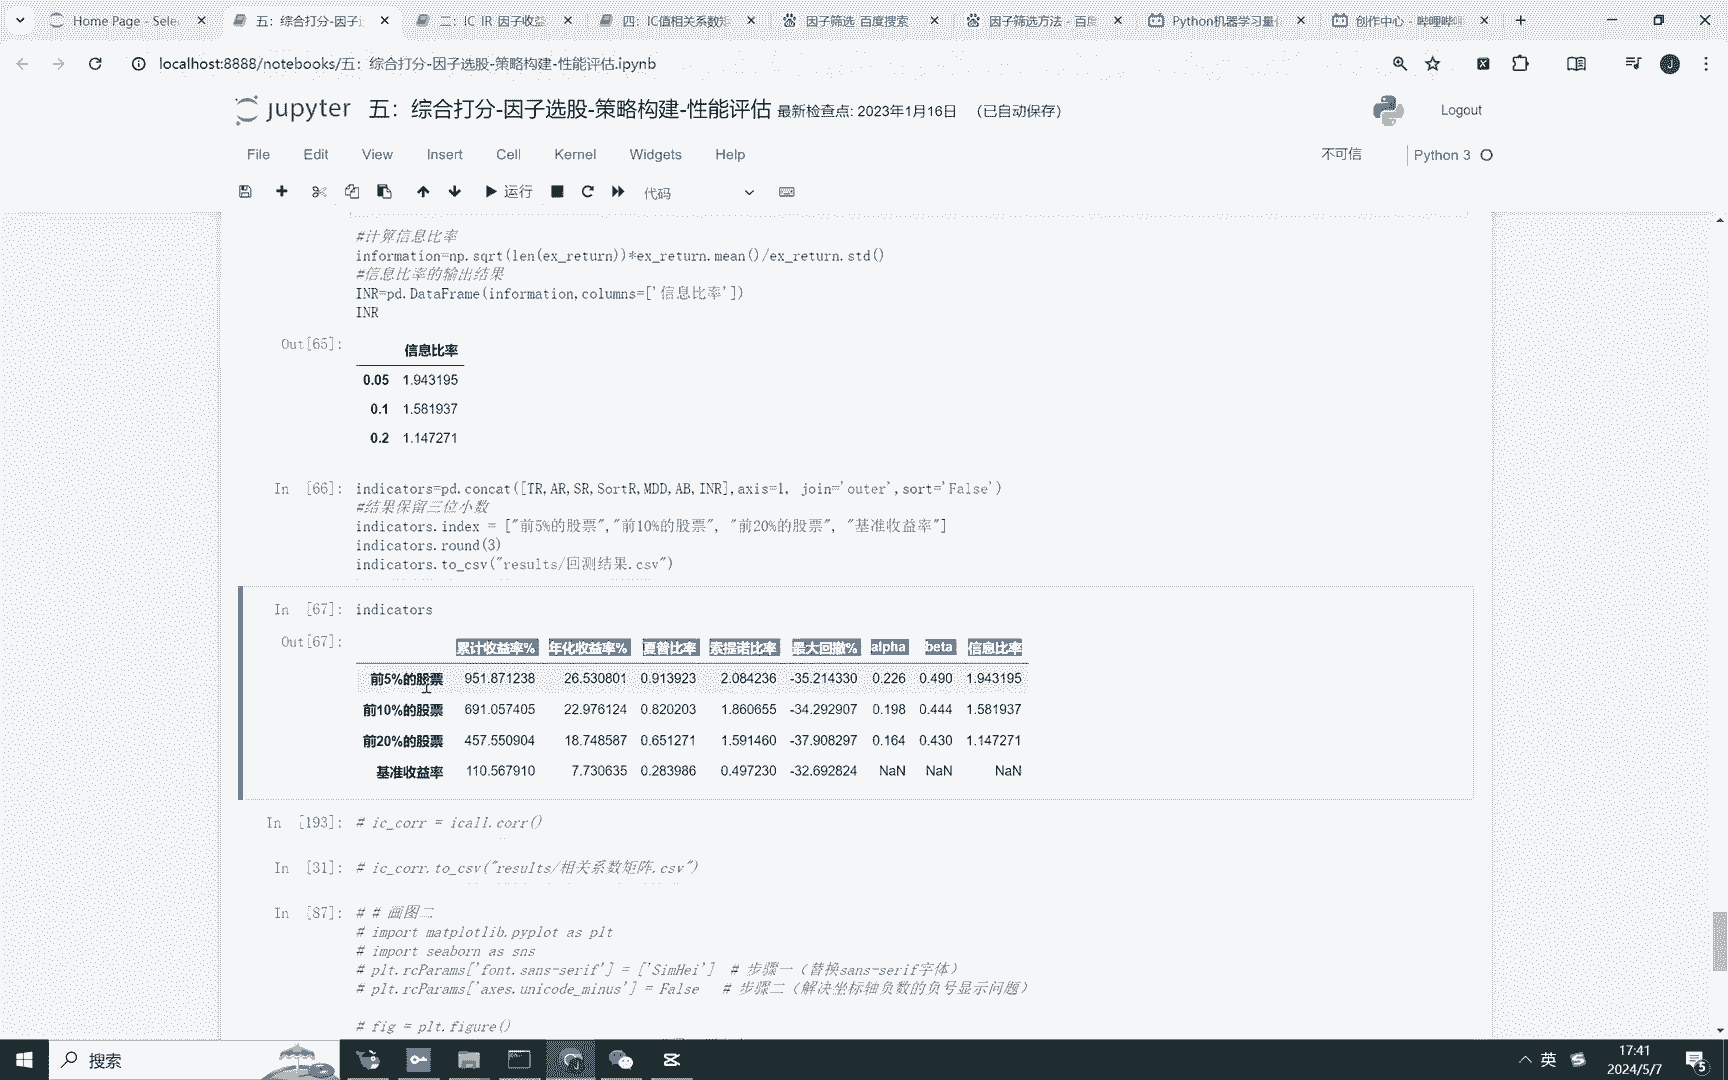 Home Page - Sele
五：综合打分-因子
二：IC IR 因子收益
四：IC值相关系数矩
因子筛选_百度搜索
因子筛选方法 - 百度
Python机器学习量化
创作中心 - 哔哩哔哩
localhost:8888/notebooks/五：综合打分-因子选股-策略构建-性能评估.ipynb
jupyter 五：综合打分-因子选股-策略构建-性能评估 最新检查点: 2023年1月16日 (已自动保存)
Logout
File Edit View Insert Cell Kernel Widgets Help
不可信 Python 3
运行 代码
#计算信息比率
information=np.sqrt(len(ex_return))*ex_return.mean()/ex_return.std()
#信息比率的输出结果
INR=pd.DataFrame(information,columns=['信息比率'])
INR
Out[65]:
信息比率
0.05 1.943195
0.1 1.581937
0.2 1.147271
In [66]: indicators=pd.concat([TR,AR,SR,SortR,MDD,AB,INR],axis=1, join='outer',sort='False')
#结果保留三位小数
indicators.index = ["前5%的股票","前10%的股票", "前20%的股票", "基准收益率"]
indicators.round(3)
indicators.to_csv("results/回测结果.csv")
In [67]: indicators
Out[67]:
累计收益率% 年化收益率% 夏普比率 索提诺比率 最大回撤% alpha beta 信息比率
前5%的股票 951.871238 26.530801 0.913923 2.084236 -35.214330 0.226 0.490 1.943195
前10%的股票 691.057405 22.976124 0.820203 1.860655 -34.292907 0.198 0.444 1.581937
前20%的股票 457.550904 18.748587 0.651271 1.591460 -37.908297 0.164 0.430 1.147271
基准收益率 110.567910 7.730635 0.283986 0.497230 -32.692824 NaN NaN NaN
In [193]: # ic_corr = icall.corr()
In [31]: # ic_corr.to_csv("results/相关系数矩阵.csv")
In [87]: # # 画图二
# import matplotlib.pyplot as plt
# import seaborn as sns
# plt.rcParams['font.sans-serif'] = ['SimHei'] # 步骤一（替换sans-serif字体）
# plt.rcParams['axes.unicode_minus'] = False # 步骤二（解决坐标轴负数的负号显示问题）
# fig = plt.figure()
搜索
英
17:41
2024/5/7
5